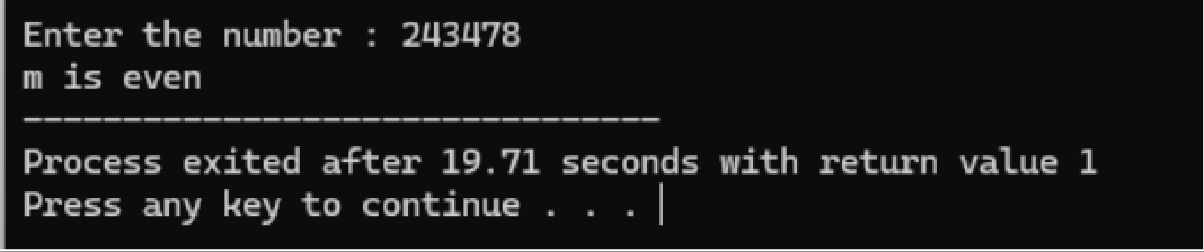 Enter the number : 243478
m is even
--------------------------------
Process exited after 19.71 seconds with return value 1
Press any key to continue . . .